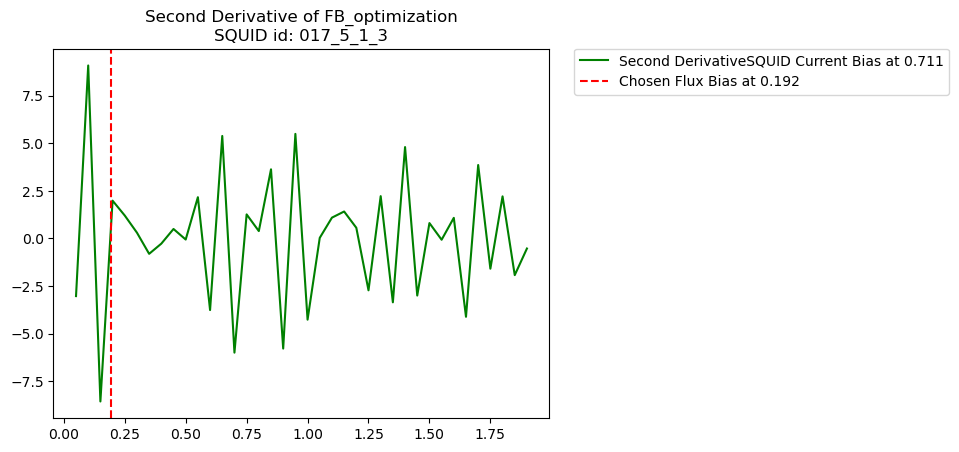 Second Derivative of FB_optimization
SQUID id: 017_5_1_3
Second DerivativeSQUID Current Bias at 0.711
Chosen Flux Bias at 0.192
7.5
5.0
2.5
0.0
−2.5
−5.0
−7.5
0.00 0.25 0.50 0.75 1.00 1.25 1.50 1.75